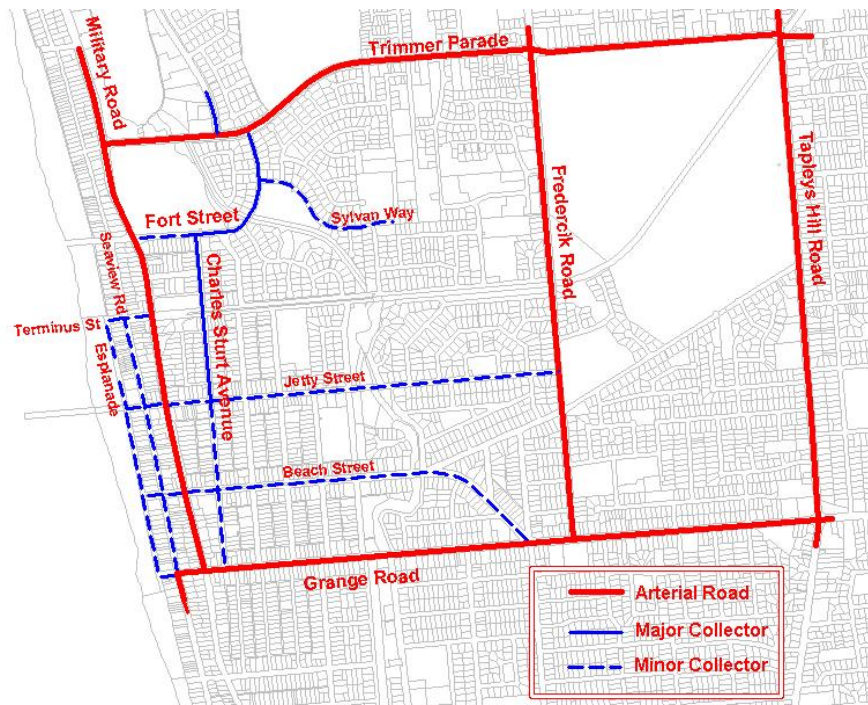 Military Road
Trimmer Parade
Fort Street
Sylvan Way
Fredercik Road
Tapleys Hill Road
Seaview Rd
Charles Sturt Avenue
Terminus St
Esplanade
Jetty Street
Beach Street
Grange Road
Arterial Road
Major Collector
Minor Collector